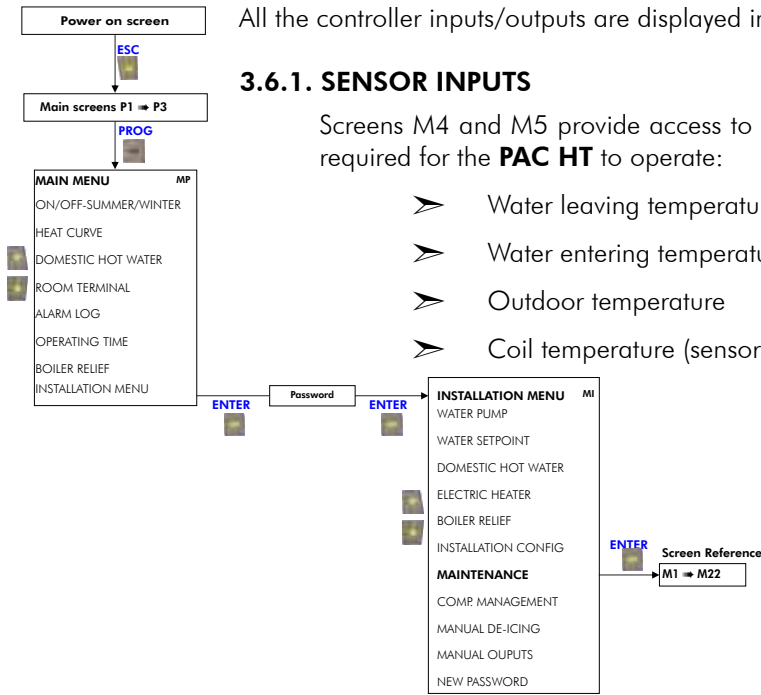 Power on screen
All the controller inputs/outputs are displayed in
ESC
3.6.1. SENSOR INPUTS
Main screens P1 ➠ P3
PROG
Screens M4 and M5 provide access to
required for the PAC HT to operate:
➢ Water leaving temperatu
➢ Water entering temperatu
➢ Outdoor temperature
➢ Coil temperature (sensor
MAIN MENU MP
ON/OFF-SUMMER/WINTER
HEAT CURVE
DOMESTIC HOT WATER
ROOM TERMINAL
ALARM LOG
OPERATING TIME
BOILER RELIEF
INSTALLATION MENU
ENTER
Password
ENTER
INSTALLATION MENU MI
WATER PUMP
WATER SETPOINT
DOMESTIC HOT WATER
ELECTRIC HEATER
BOILER RELIEF
INSTALLATION CONFIG
MAINTENANCE
COMP. MANAGEMENT
MANUAL DE-ICING
MANUAL OUPUTS
NEW PASSWORD
ENTER
Screen Reference
M1 ➠ M22